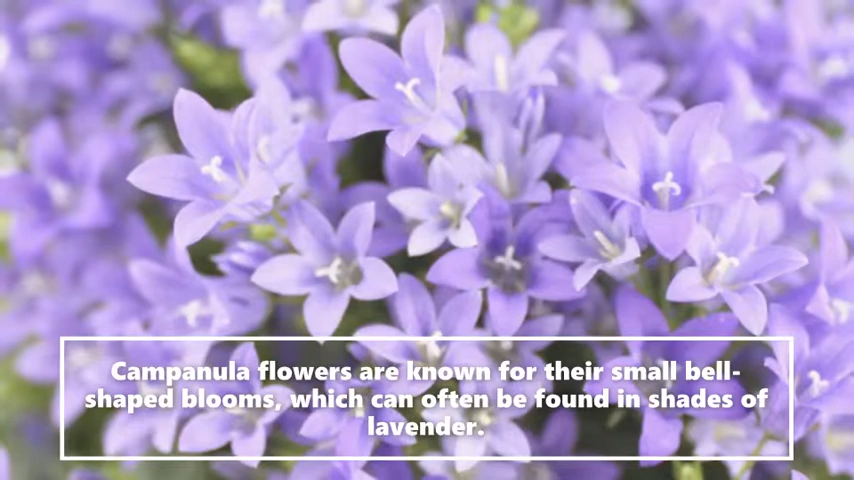 Campanula flowers are known for their small bell-
shaped blooms, which can often be found in shades of
lavender.